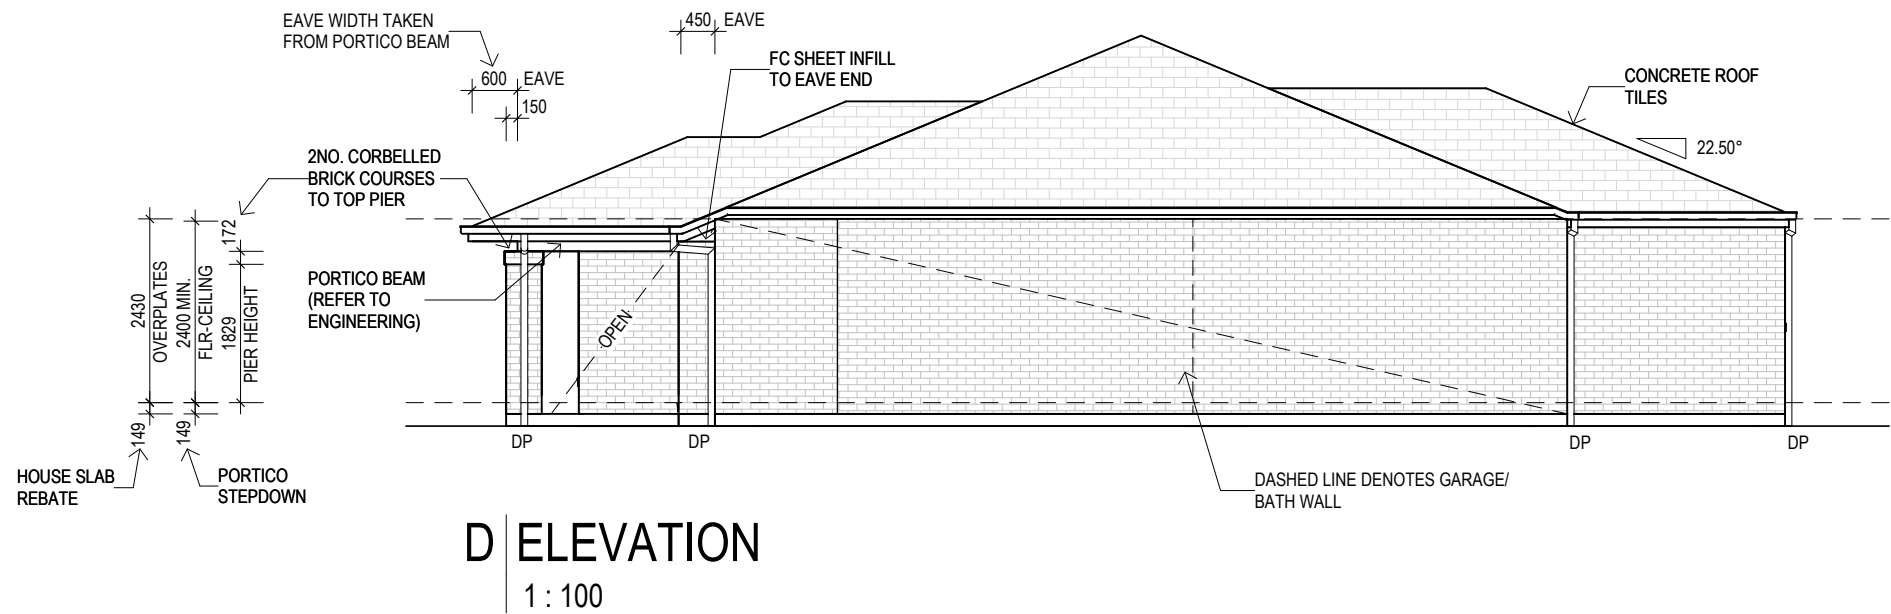 EAVE WIDTH TAKEN
FROM PORTICO BEAM
600 EAVE
150
450 EAVE
FC SHEET INFILL
TO EAVE END
CONCRETE ROOF
TILES
22.50°
2NO. CORBELLED
BRICK COURSES
TO TOP PIER
PORTICO BEAM
(REFER TO
ENGINEERING)
2430
OVERPLATES
2400 MIN.
FLR-CEILING
172
1829
PIER HEIGHT
149
149
HOUSE SLAB
REBATE
PORTICO
STEPDOWN
OPEN
DP
DP
DP
DP
DASHED LINE DENOTES GARAGE/
BATH WALL
D ELEVATION
1 : 100